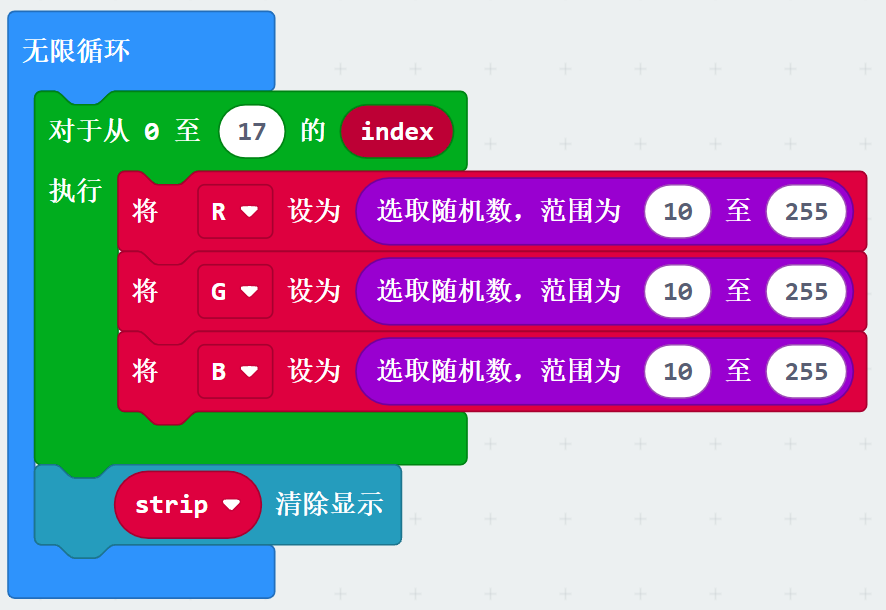 无限循环
对于从 0 至 17 的 index
执行
将 R 设为 选取随机数，范围为 10 至 255
将 G 设为 选取随机数，范围为 10 至 255
将 B 设为 选取随机数，范围为 10 至 255
strip 清除显示